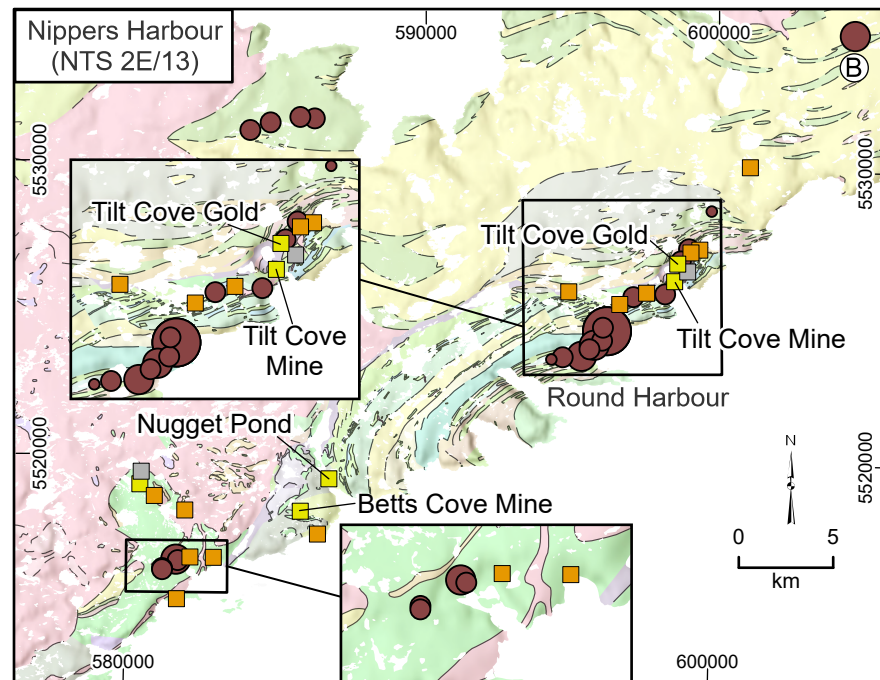 Nippers Harbour
(NTS 2E/13)
590000
600000
B
5530000
5530000
Tilt Cove Gold
Tilt Cove
Mine
Tilt Cove Gold
Tilt Cove Mine
Round Harbour
Nugget Pond
Betts Cove Mine
5520000
5520000
N
0 5
km
580000
600000